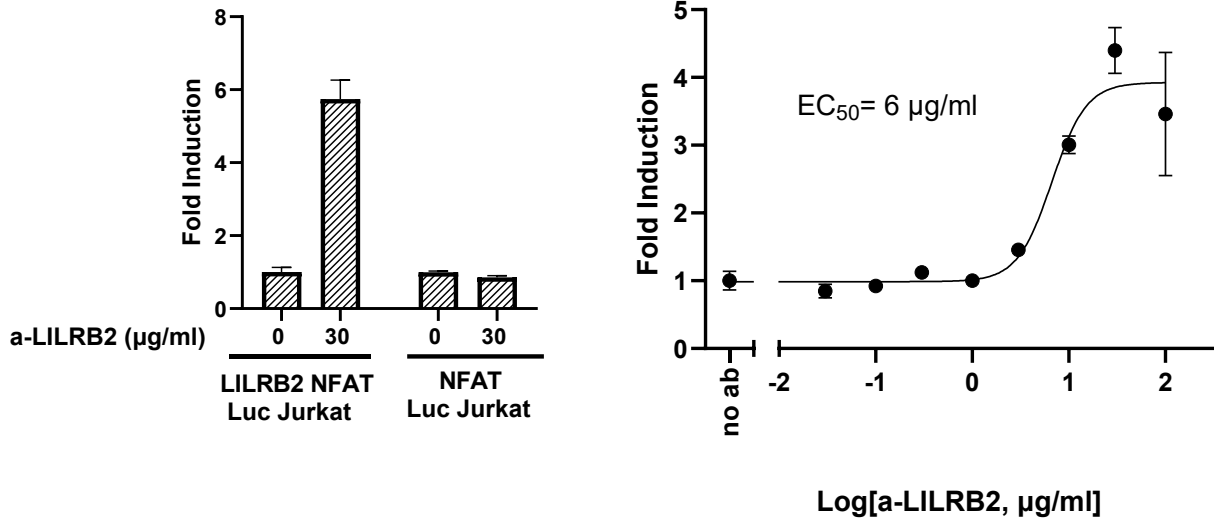 8
6
4
2
0
Fold Induction
a-LILRB2 (µg/ml)
0
30
0
30
LILRB2 NFAT
Luc Jurkat
NFAT
Luc Jurkat
5
4
3
2
1
0
Fold Induction
EC50= 6 µg/ml
no ab
-2
-1
0
1
2
Log[a-LILRB2, µg/ml]